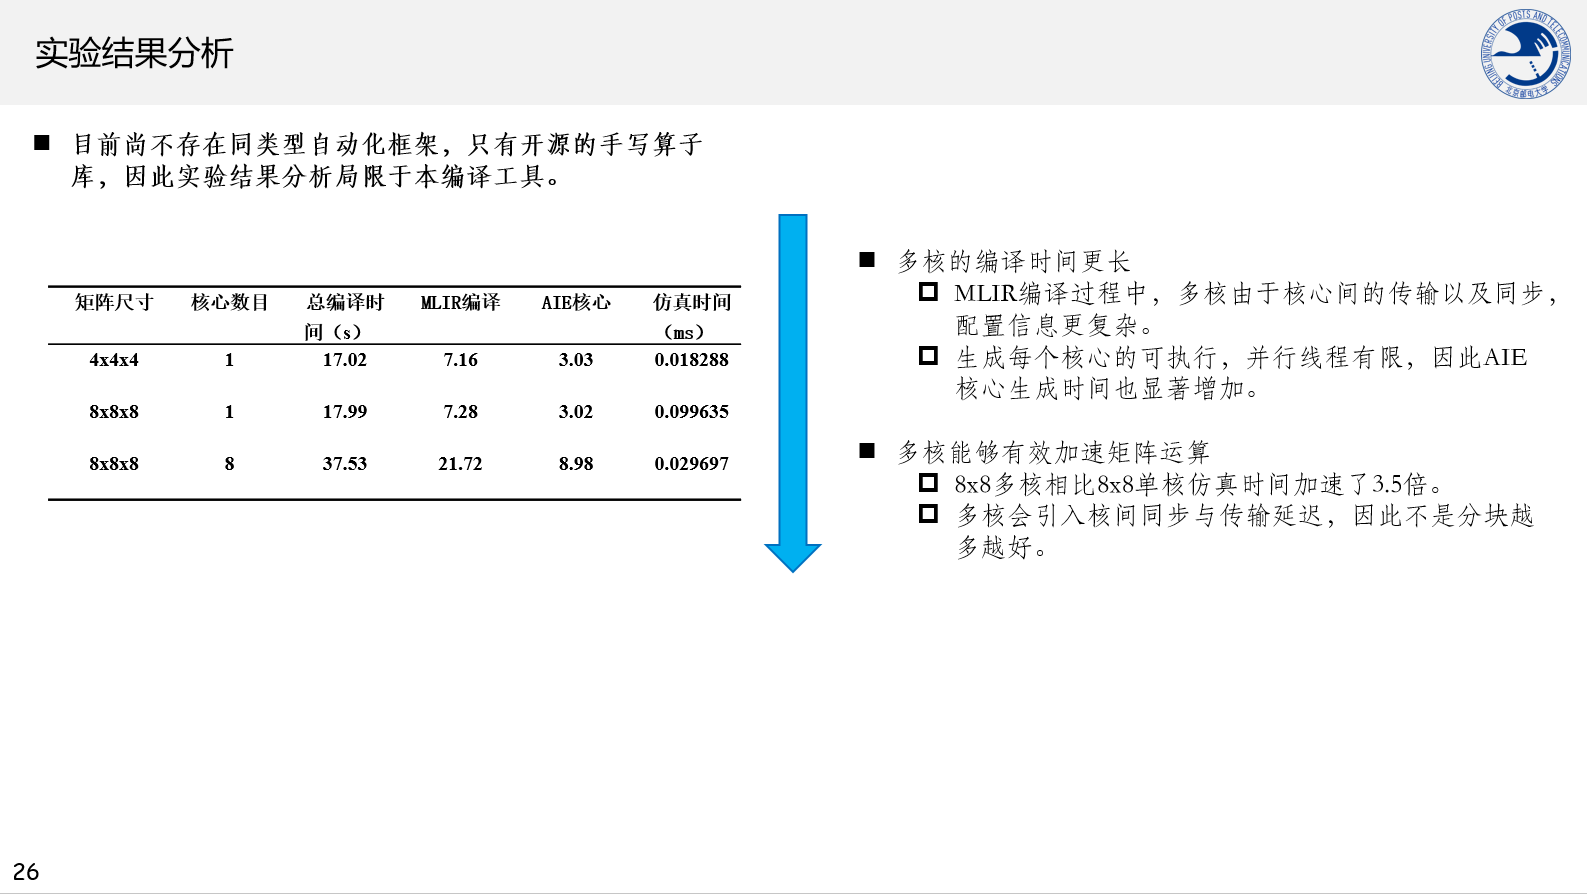 实验结果分析
BEIJING UNIVERSITY OF POSTS AND TELECOMMUNICATIONS
北京邮电大学
■ 目前尚不存在同类型自动化框架，只有开源的手写算子
库，因此实验结果分析局限于本编译工具。
矩阵尺寸 核心数目 总编译时间（s） MLIR编译 AIE核心 仿真时间（ms）
4x4x4 1 17.02 7.16 3.03 0.018288
8x8x8 1 17.99 7.28 3.02 0.099635
8x8x8 8 37.53 21.72 8.98 0.029697
■ 多核的编译时间更长
MLIR编译过程中，多核由于核心间的传输以及同步，
配置信息更复杂。
生成每个核心的可执行，并行线程有限，因此AIE
核心生成时间也显著增加。
■ 多核能够有效加速矩阵运算
8x8多核相比8x8单核仿真时间加速了3.5倍。
多核会引入核间同步与传输延迟，因此不是分块越
多越好。
26